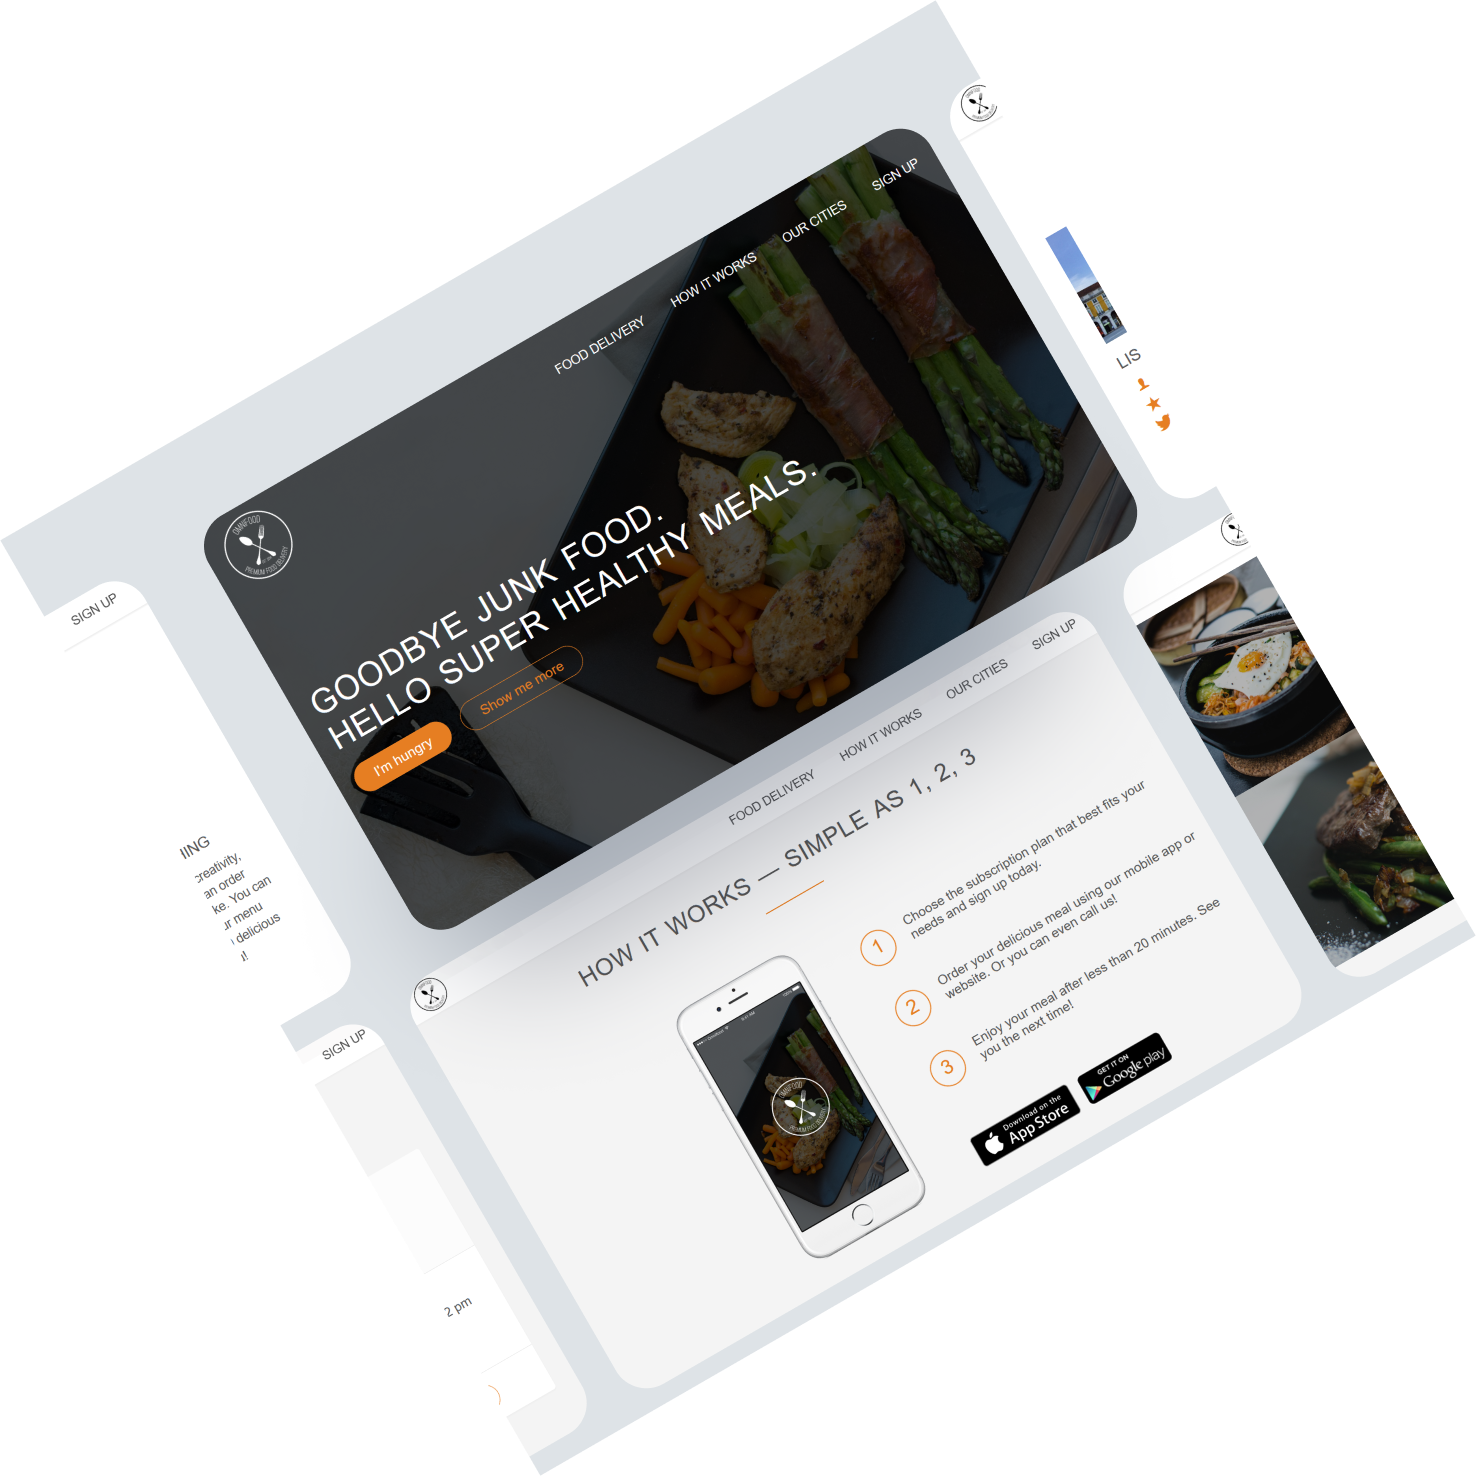 OMNIFOOD
PREMIUM FOOD DELIVERY
FOOD DELIVERY
HOW IT WORKS
OUR CITIES
SIGN UP
GOODBYE JUNK FOOD.
HELLO SUPER HEALTHY MEALS.
I'm hungry
Show me more
LIS
SIGN UP
IING
creativity,
an order
ke. You can
ur menu
delicious
FOOD DELIVERY
HOW IT WORKS
OUR CITIES
SIGN UP
HOW IT WORKS — SIMPLE AS 1, 2, 3
1
Choose the subscription plan that best fits your
needs and sign up today.
2
Order your delicious meal using our mobile app or
website. Or you can even call us!
3
Enjoy your meal after less than 20 minutes. See
you the next time!
OMNIFOOD
PREMIUM FOOD DELIVERY
Download on the
App Store
GET IT ON
Google play
SIGN UP
2 pm